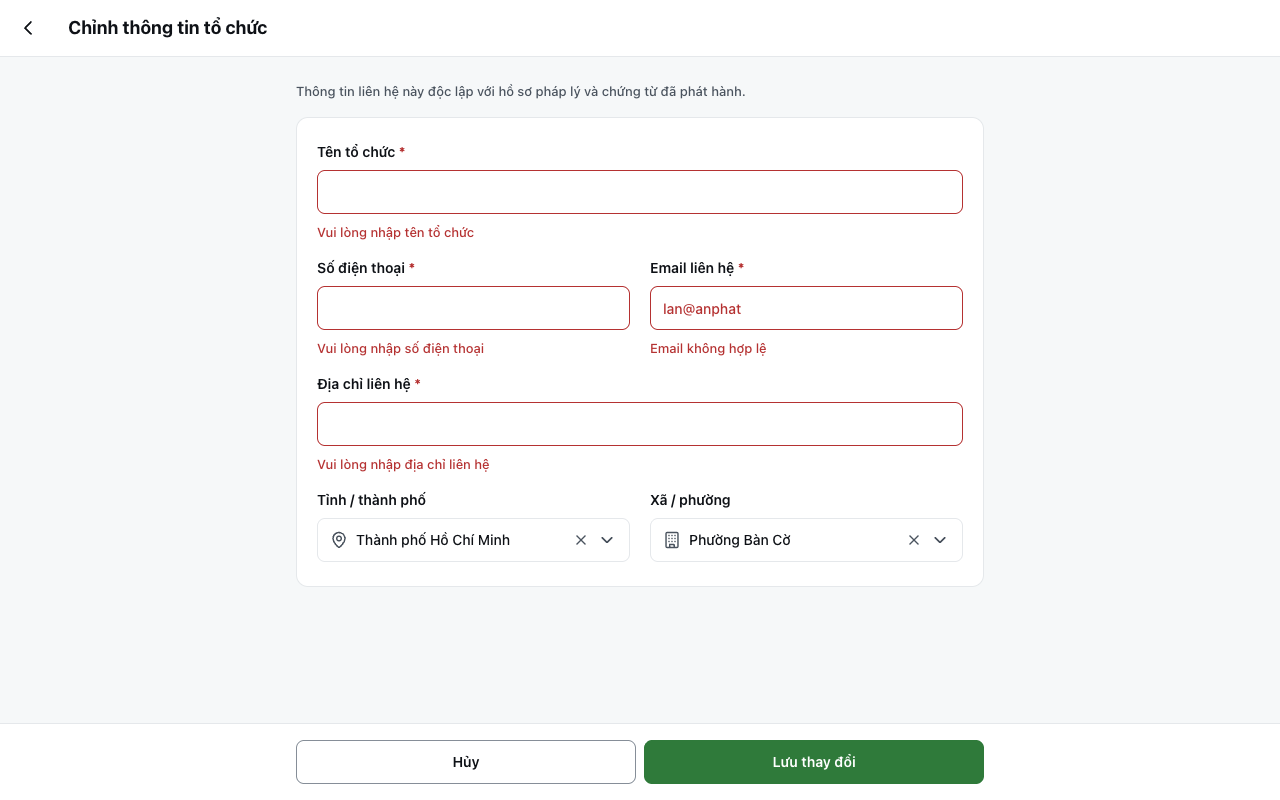 Chỉnh thông tin tổ chức
Thông tin liên hệ này độc lập với hồ sơ pháp lý và chứng từ đã phát hành.
Tên tổ chức *
Vui lòng nhập tên tổ chức
Số điện thoại *
Email liên hệ *
lan@anphat
Vui lòng nhập số điện thoại
Email không hợp lệ
Địa chỉ liên hệ *
Vui lòng nhập địa chỉ liên hệ
Tỉnh / thành phố
Xã / phường
Thành phố Hồ Chí Minh
Phường Bàn Cờ
Hủy
Lưu thay đổi